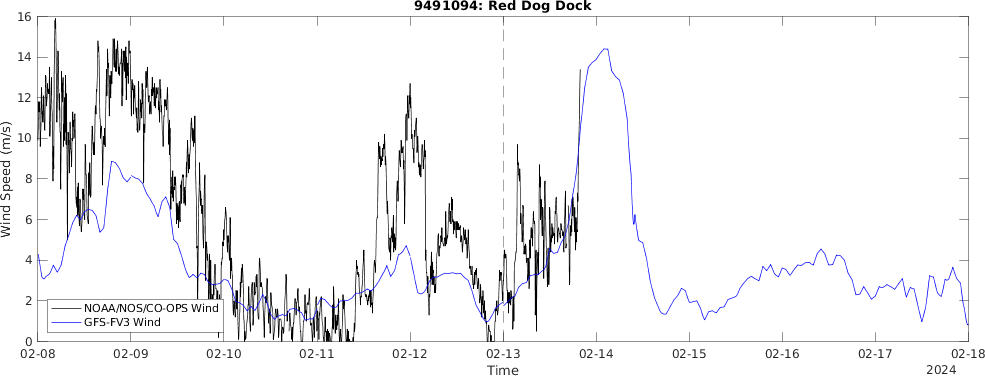 9491094: Red Dog Dock
Wind Speed (m/s)
16
14
12
10
8
6
4
2
0
NOAA/NOS/CO-OPS Wind
GFS-FV3 Wind
02-08 02-09 02-10 02-11 02-12 02-13 02-14 02-15 02-16 02-17 02-18
Time
2024